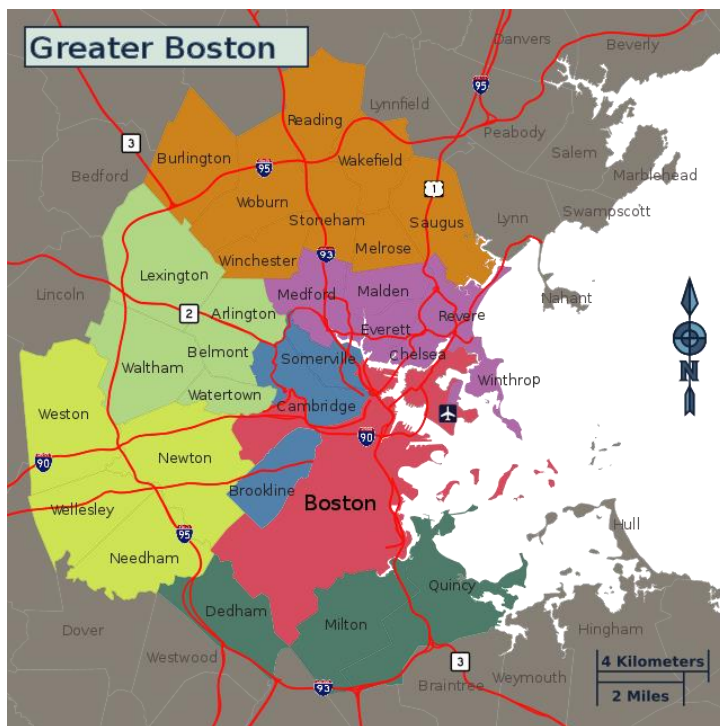 Greater Boston
Danvers
Beverly
95
Lynnfield
Reading
3
Peabody
Burlington
Wakefield
Salem
95
Bedford
Marblehead
1
Woburn
Stoneham
Saugus
Swampscott
Lynn
Melrose
93
Winchester
Lexington
Medford
Malden
Lincoln
Nahant
2
Arlington
Revere
Everett
Belmont
Somerville
Chelsea
Waltham
N
Winthrop
Watertown
Cambridge
Weston
90
Newton
90
Brookline
Boston
Wellesley
Hull
95
Needham
Quincy
Dedham
Milton
Dover
Hingham
Westwood
3
4 Kilometers
Weymouth
Braintree
93
2 Miles